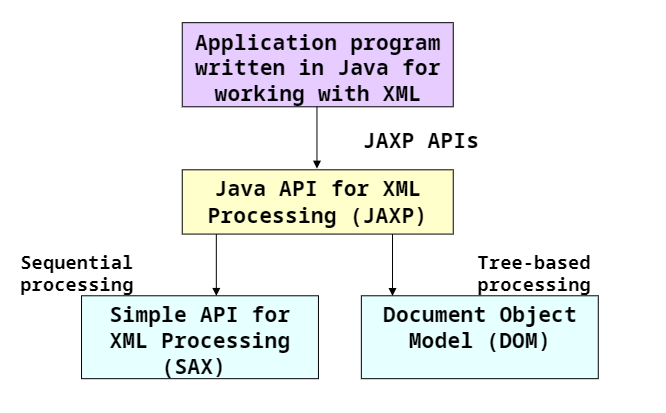 Application program
written in Java for
working with XML
JAXP APIs
Java API for XML
Processing (JAXP)
Sequential
processing
Tree-based
processing
Simple API for
XML Processing
(SAX)
Document Object
Model (DOM)